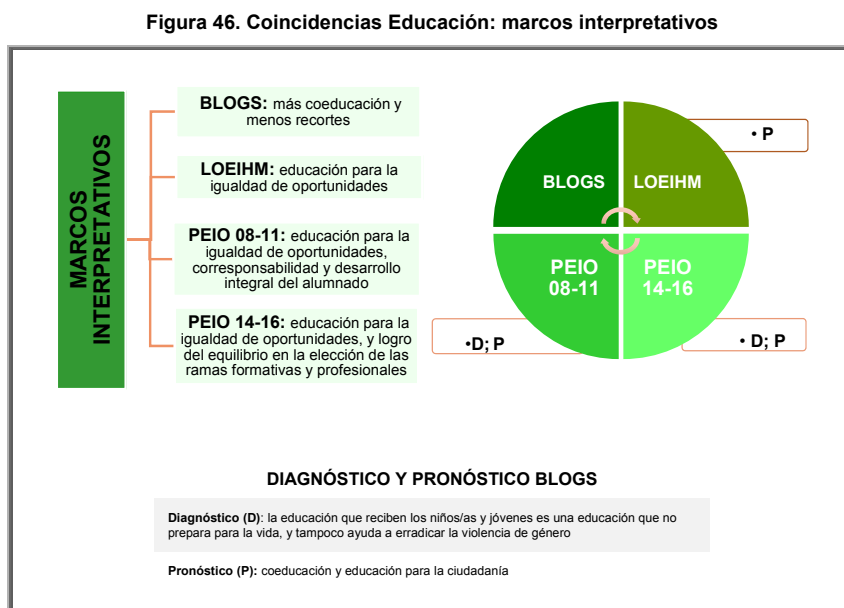 Figura 46. Coincidencias Educación: marcos interpretativos
MARCOS
INTERPRETATIVOS
BLOGS: más coeducación y
menos recortes
LOEIHM: educación para la
igualdad de oportunidades
PEIO 08-11: educación para la
igualdad de oportunidades,
corresponsabilidad y desarrollo
integral del alumnado
PEIO 14-16: educación para la
igualdad de oportunidades, y logro
del equilibrio en la elección de las
ramas formativas y profesionales
• P
BLOGS
LOEIHM
PEIO
08-11
PEIO
14-16
•D; P
• D; P
DIAGNÓSTICO Y PRONÓSTICO BLOGS
Diagnóstico (D): la educación que reciben los niños/as y jóvenes es una educación que no
prepara para la vida, y tampoco ayuda a erradicar la violencia de género
Pronóstico (P): coeducación y educación para la ciudadanía